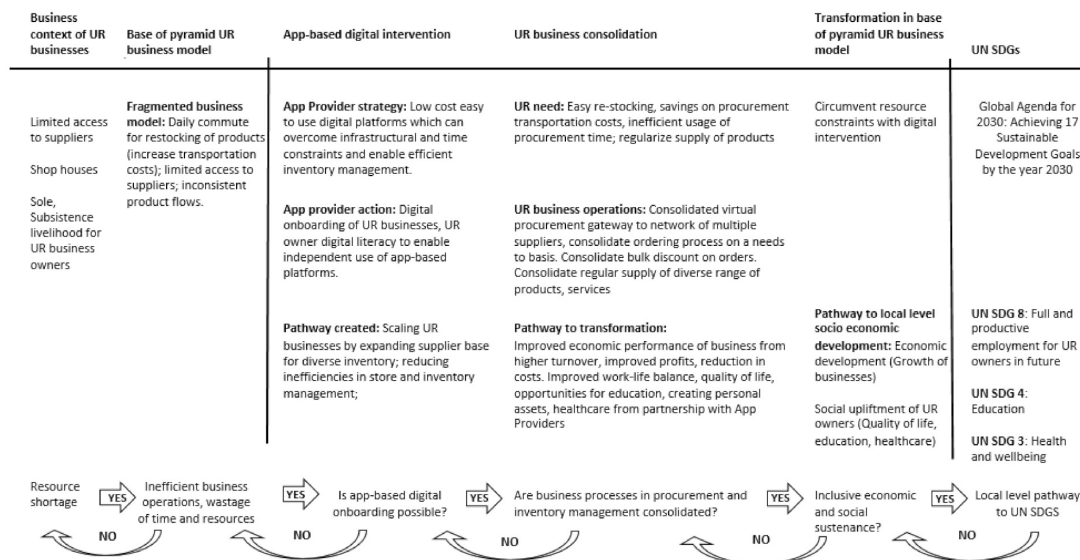 Business
context of UR
businesses
Base of pyramid UR
business model
App-based digital intervention
UR business consolidation
Transformation in base
of pyramid UR business
model
UN SDGs
Limited access
to suppliers
Shop houses
Sole,
Subsistence
livelihood for
UR business
owners
Fragmented business
model: Daily commute
for restocking of products
(increase transportation
costs); limited access to
suppliers; inconsistent
product flows.
App Provider strategy: Low cost easy
to use digital platforms which can
overcome infrastructural and time
constraints and enable efficient
inventory management.
App provider action: Digital
onboarding of UR businesses, UR
owner digital literacy to enable
independent use of app-based
platforms.
Pathway created: Scaling UR
businesses by expanding supplier base
for diverse inventory; reducing
inefficiencies in store and inventory
management;
UR need: Easy re-stocking, savings on procurement
transportation costs, inefficient usage of
procurement time; regularize supply of products
UR business operations: Consolidated virtual
procurement gateway to network of multiple
suppliers, consolidate ordering process on a needs
to basis. Consolidate bulk discount on orders.
Consolidate regular supply of diverse range of
products, services
Pathway to transformation:
Improved economic performance of business from
higher turnover, improved profits, reduction in
costs. Improved work-life balance, quality of life,
opportunities for education, creating personal
assets, healthcare from partnership with App
Providers
Circumvent resource
constraints with digital
intervention
Pathway to local level
socio economic
development: Economic
development (Growth of
businesses)
Social upliftment of UR
owners (Quality of life,
education, healthcare)
Global Agenda for
2030: Achieving 17
Sustainable
Development Goals
by the year 2030
UN SDG 8: Full and
productive
employment for UR
owners in future
UN SDG 4:
Education
UN SDG 3: Health
and wellbeing
Resource
shortage
YES
Inefficient business
operations, wastage
of time and resources
YES
Is app-based digital
onboarding possible?
YES
Are business processes in procurement and
inventory management consolidated?
YES
Inclusive economic
and social
sustenance?
YES
Local level pathway
to UN SDGS
NO
NO
NO
NO
NO